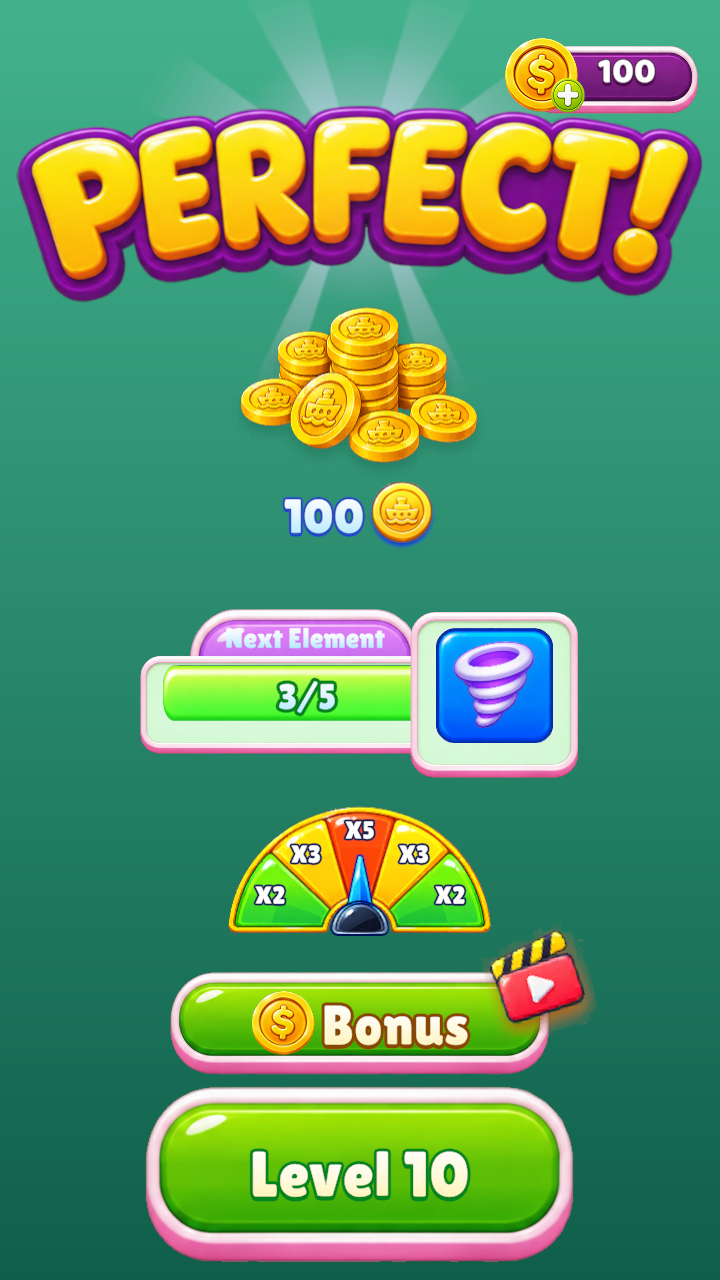 100
PERFECT!
100
Next Element
3/5
X2 X3 X5 X3 X2
Bonus
Level 10